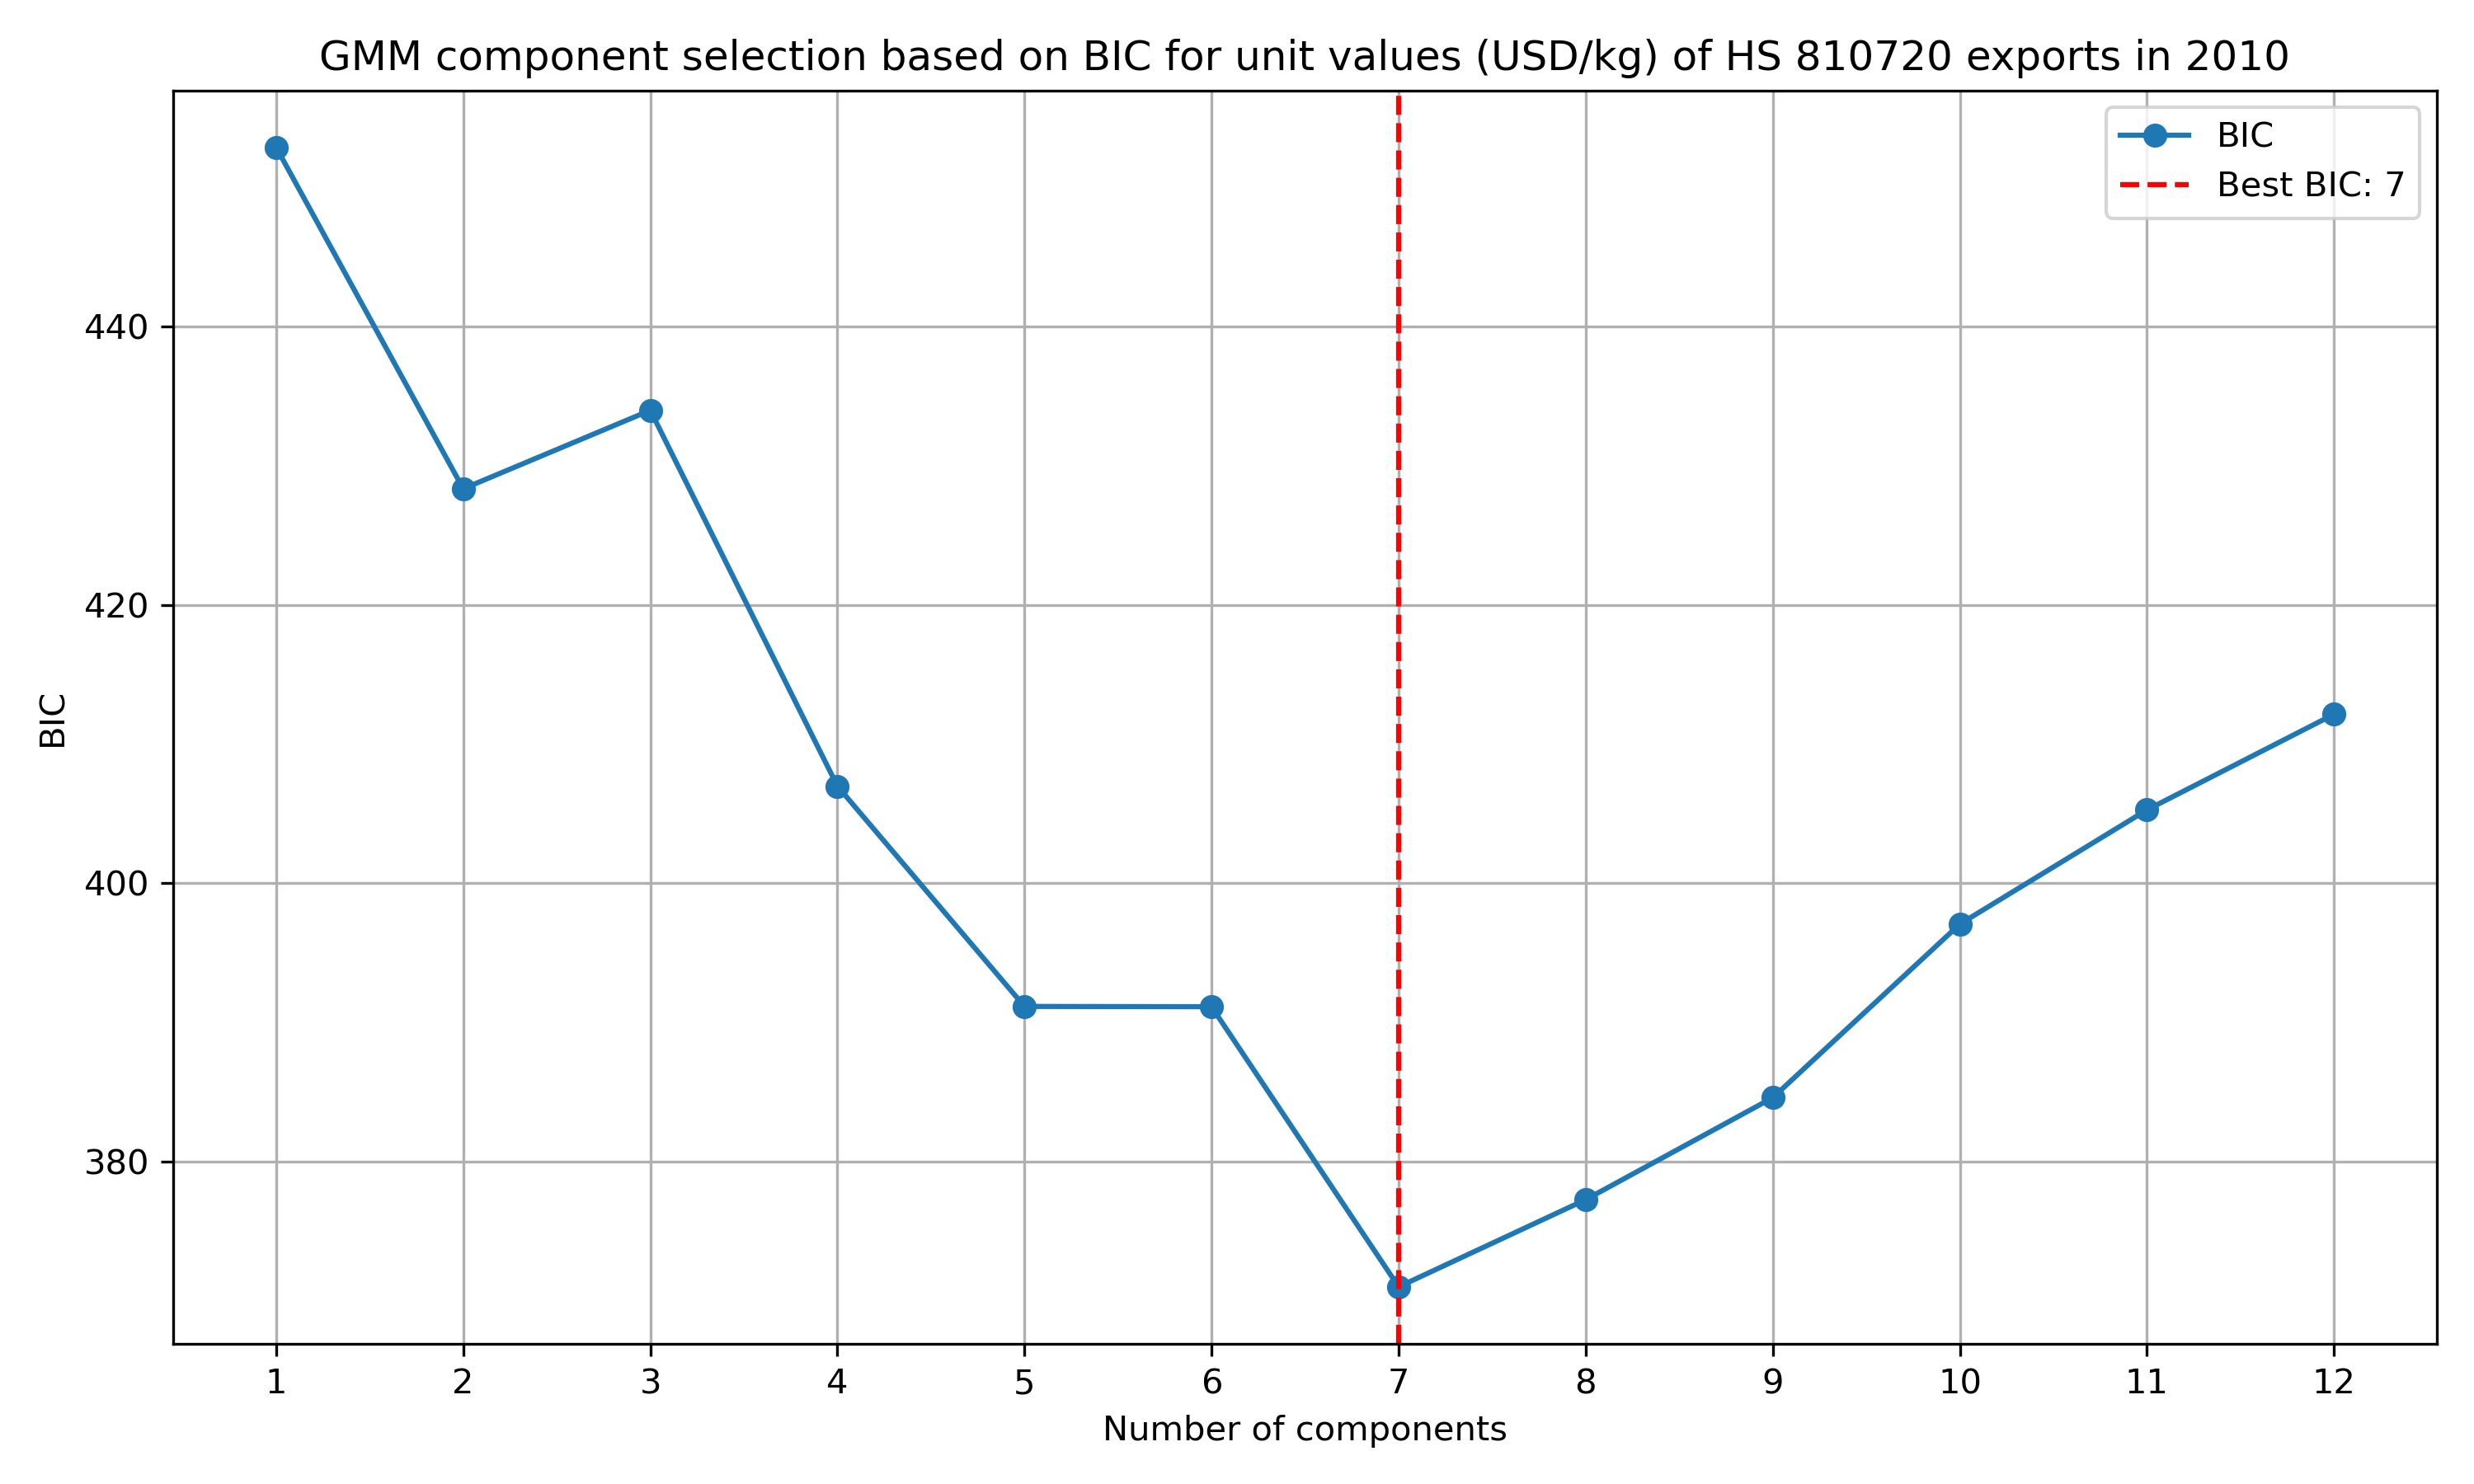 GMM component selection based on BIC for unit values (USD/kg) of HS 810720 exports in 2010
BIC
Best BIC: 7
440
420
400
380
BIC
1 2 3 4 5 6 7 8 9 10 11 12
Number of components